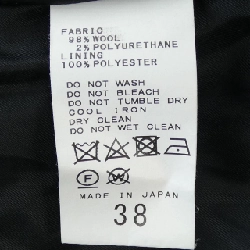 FABRIC
98% WOOL
2% POLYURETHANE
LINING
100% POLYESTER
DO NOT WASH
DO NOT BLEACH
DO NOT TUMBLE DRY
COOL IRON
DRY CLEAN
DO NOT WET CLEAN
F W
MADE IN JAPAN
38